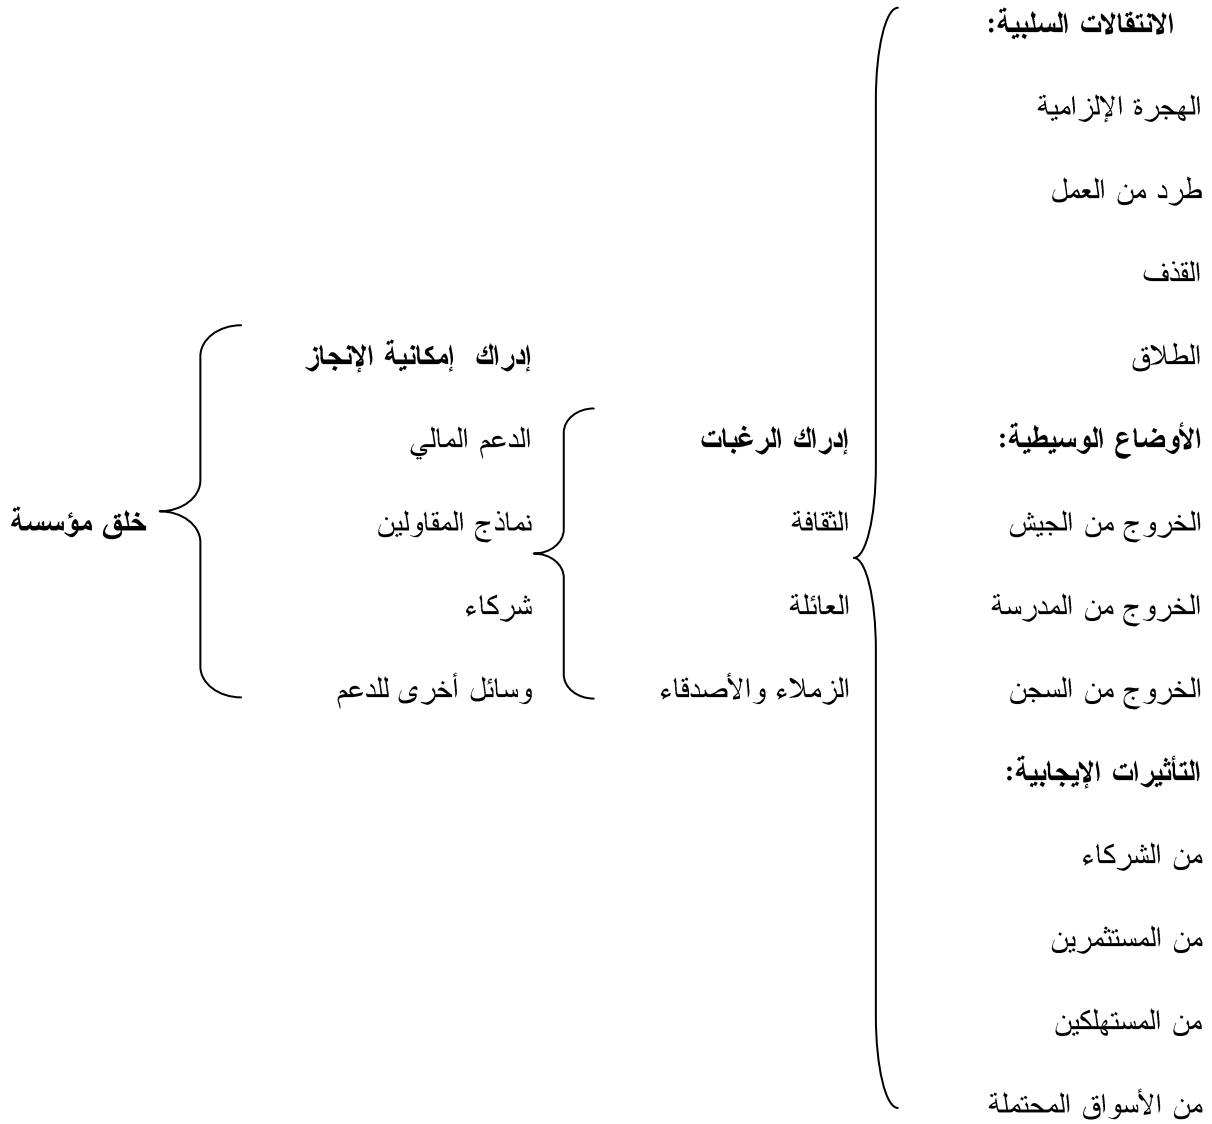 الانتقالات السلبية:
الهجرة الإلزامية
طرد من العمل
القذف
الطلاق
الأوضاع الوسيطية:
الخروج من الجيش
الخروج من المدرسة
الخروج من السجن
التأثيرات الإيجابية:
من الشركاء
من المستثمرين
من المستهلكين
من الأسواق المحتملة
إدراك الرغبات
الثقافة
العائلة
الزملاء والأصدقاء
إدراك إمكانية الإنجاز
الدعم المالي
نماذج المقاولين
شركاء
وسائل أخرى للدعم
خلق مؤسسة